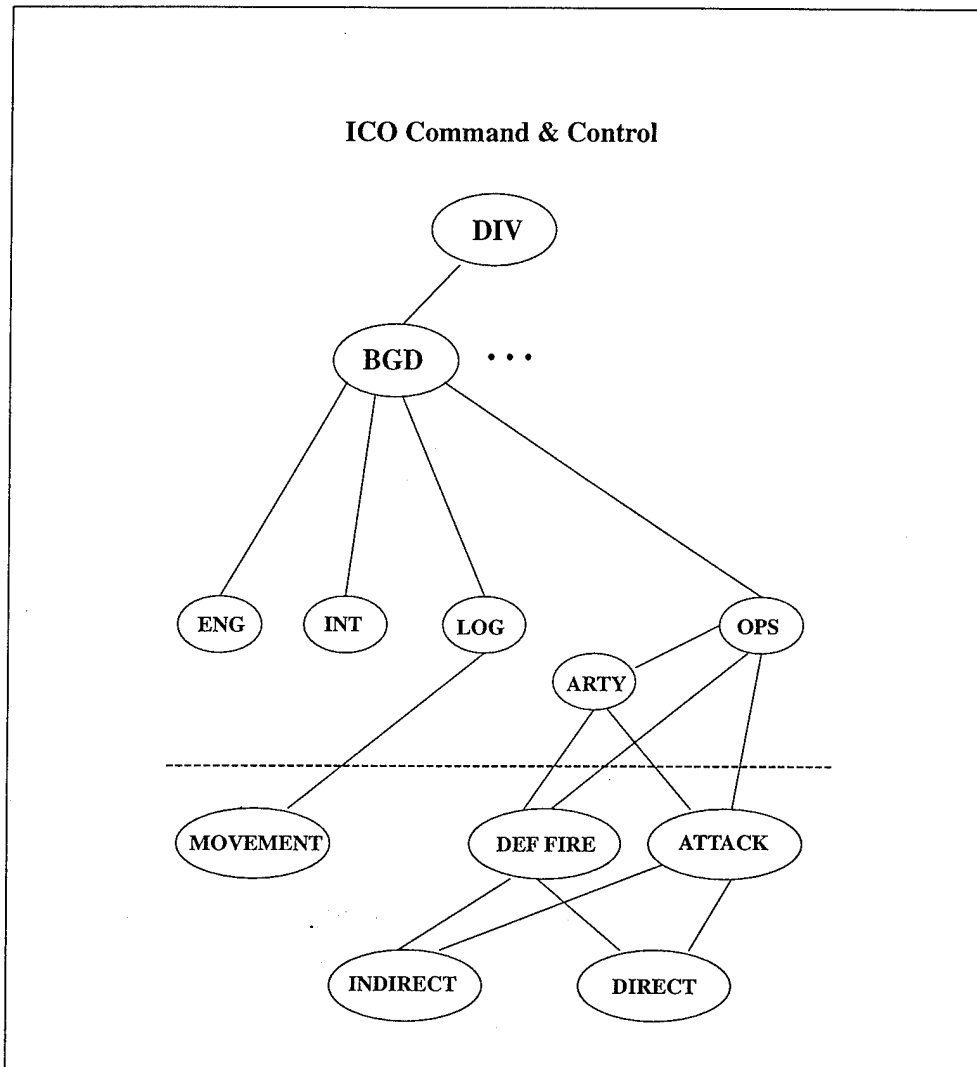 ICO Command & Control
DIV
BGD ...
ENG
INT
LOG
OPS
ARTY
MOVEMENT
DEF FIRE
ATTACK
INDIRECT
DIRECT